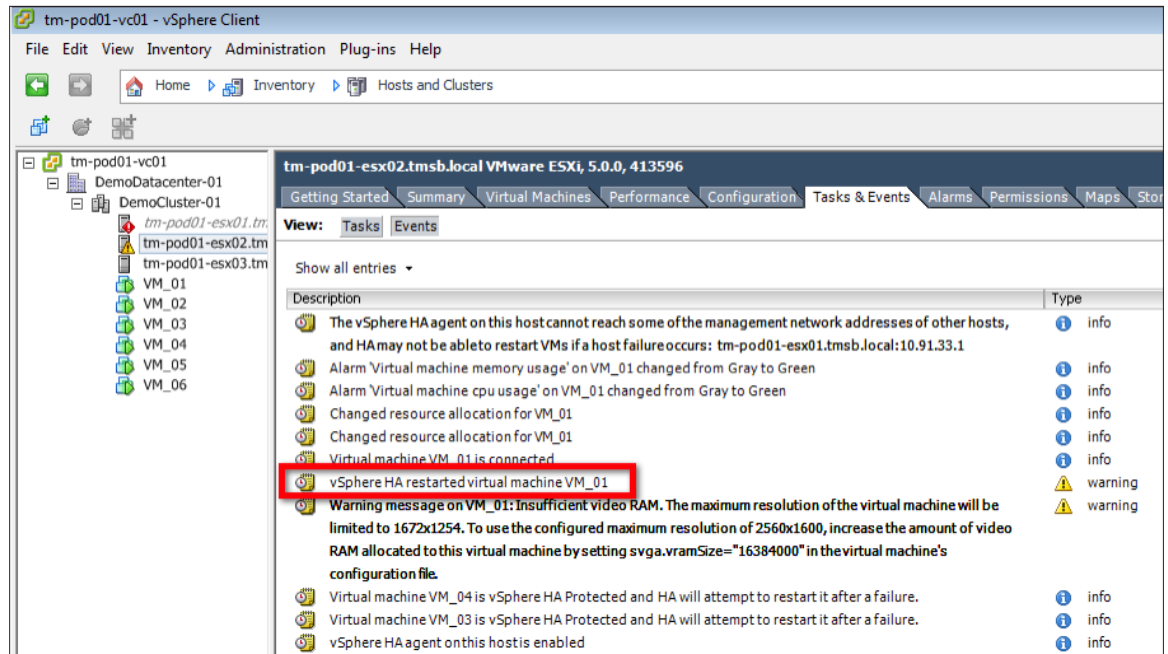 tm-pod01-vc01 - vSphere Client
File Edit View Inventory Administration Plug-ins Help
Home Inventory Hosts and Clusters
tm-pod01-vc01
DemoDatacenter-01
DemoCluster-01
tm-pod01-esx01.tm
tm-pod01-esx02.tm
tm-pod01-esx03.tm
VM_01
VM_02
VM_03
VM_04
VM_05
VM_06
tm-pod01-esx02.tmsb.local VMware ESXi, 5.0.0, 413596
Getting Started Summary Virtual Machines Performance Configuration Tasks & Events Alarms Permissions Maps Stor
View: Tasks Events
Show all entries
Description Type
The vSphere HA agent on this host cannot reach some of the management network addresses of other hosts, info
and HA may not be able to restart VMs if a host failure occurs: tm-pod01-esx01.tmsb.local:10.91.33.1
Alarm 'Virtual machine memory usage' on VM_01 changed from Gray to Green info
Alarm 'Virtual machine cpu usage' on VM_01 changed from Gray to Green info
Changed resource allocation for VM_01 info
Changed resource allocation for VM_01 info
Virtual machine VM_01 is connected info
vSphere HA restarted virtual machine VM_01 warning
Warning message on VM_01: Insufficient video RAM. The maximum resolution of the virtual machine will be warning
limited to 1672x1254. To use the configured maximum resolution of 2560x1600, increase the amount of video
RAM allocated to this virtual machine by setting svga.vramSize="16384000" in the virtual machine's
configuration file.
Virtual machine VM_04 is vSphere HA Protected and HA will attempt to restart it after a failure. info
Virtual machine VM_03 is vSphere HA Protected and HA will attempt to restart it after a failure. info
vSphere HA agent on this host is enabled info